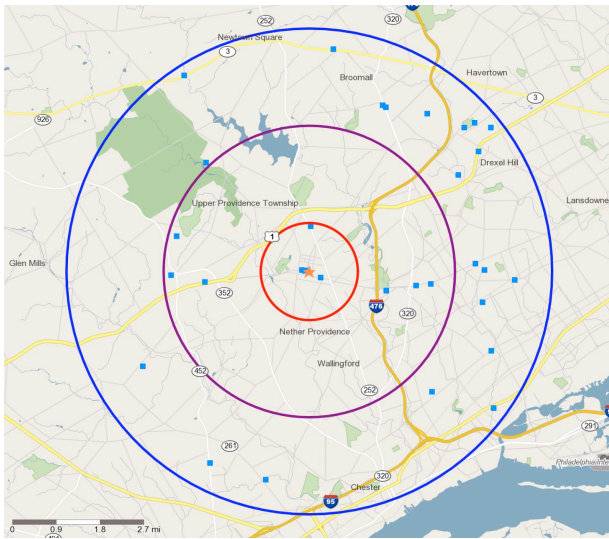 252
320
Newtown Square
3
Broomall
Havertown
3
926
Drexel Hill
Upper Providence Township
Lansdowne
1
Glen Mills
352
476
320
Nether Providence
Wallingford
452
252
291
261
Philadelphia Inte
320
Chester
95
0 0.9 1.8 2.7 mi